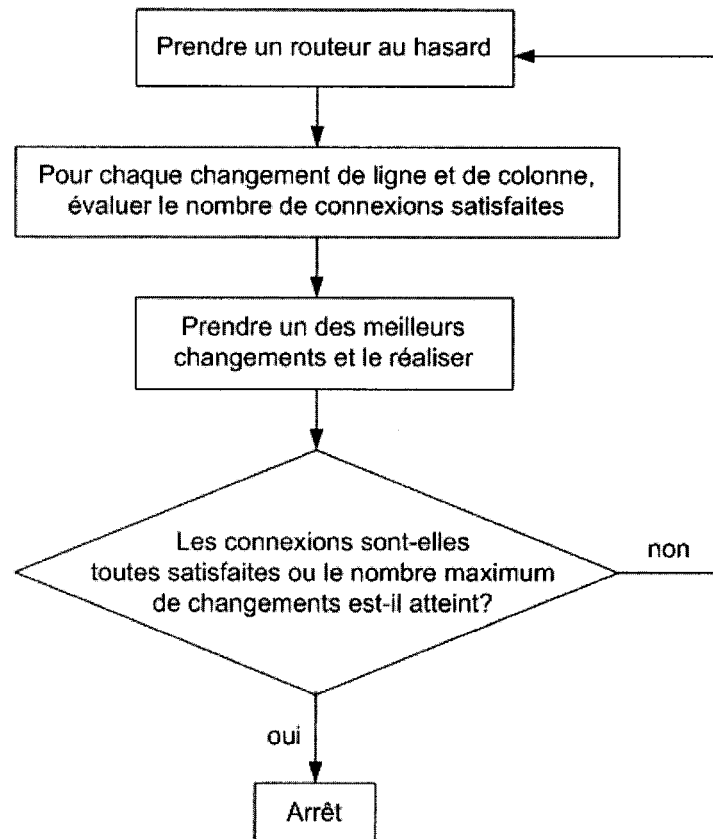 Prendre un routeur au hasard
Pour chaque changement de ligne et de colonne,
évaluer le nombre de connexions satisfaites
Prendre un des meilleurs
changements et le réaliser
Les connexions sont-elles
toutes satisfaites ou le nombre maximum
de changements est-il atteint?
non
oui
Arrêt